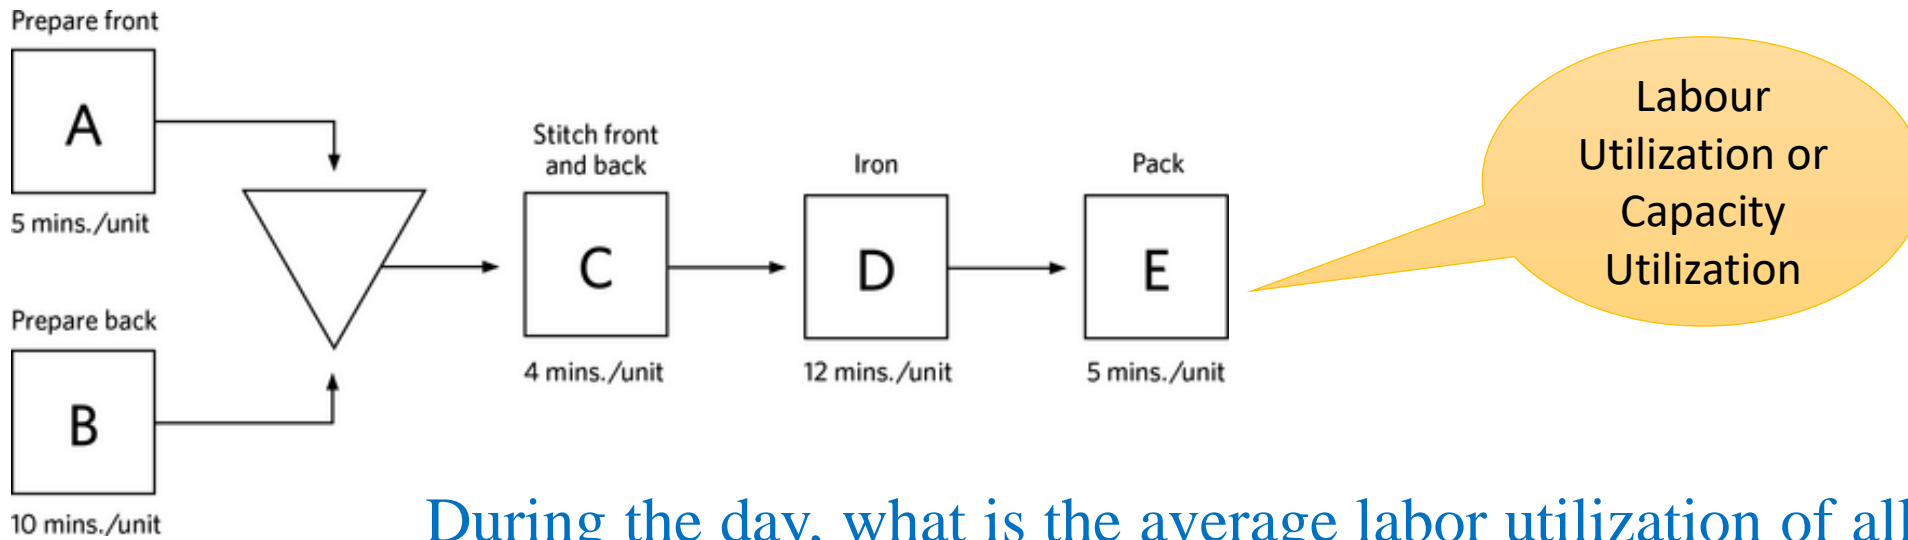 Prepare front
A
5 mins./unit
Prepare back
B
10 mins./unit
Stitch front
and back
C
4 mins./unit
Iron
D
12 mins./unit
Pack
E
5 mins./unit
Labour
Utilization or
Capacity
Utilization
During the day, what is the average labor utilization of all